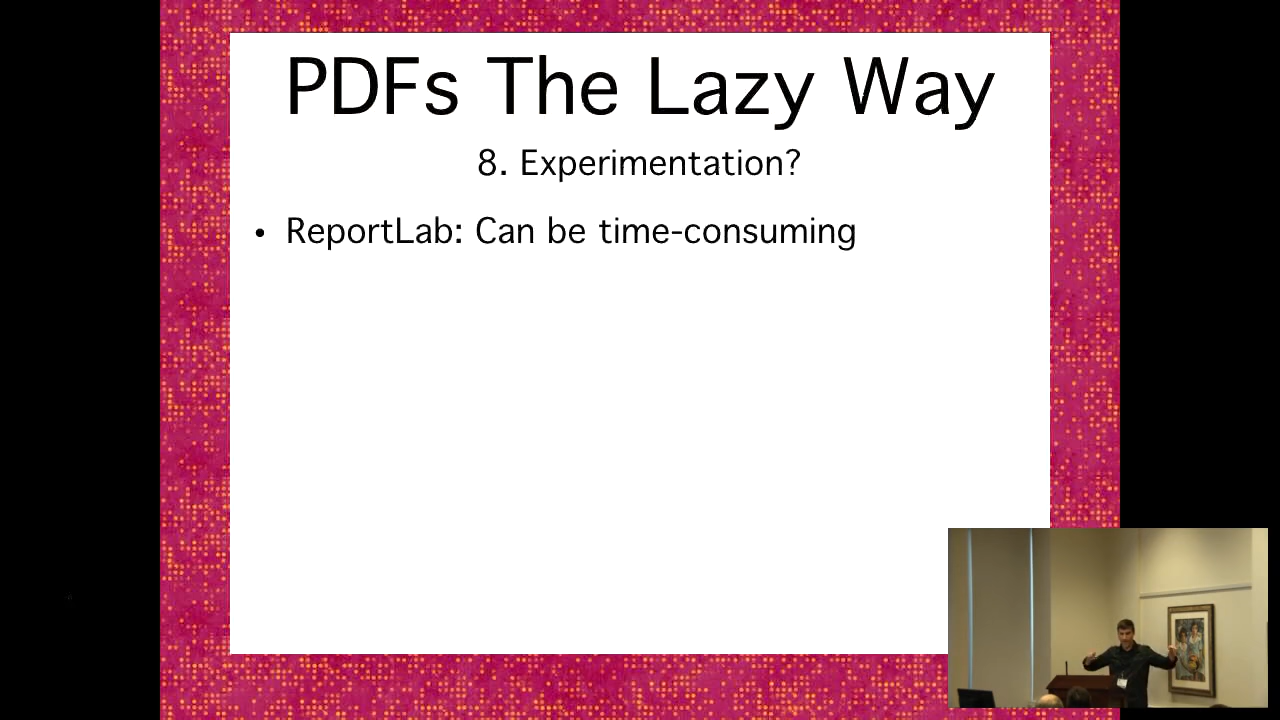 PDFs The Lazy Way
8. Experimentation?
• ReportLab: Can be time-consuming